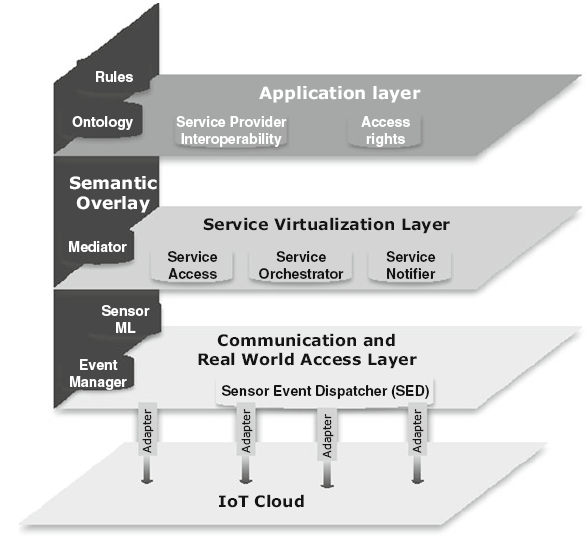 Rules
Application layer
Ontology
Service Provider
Interoperability
Access
rights
Semantic
Overlay
Service Virtualization Layer
Mediator
Service
Access
Service
Orchestrator
Service
Notifier
Sensor
ML
Communication and
Real World Access Layer
Event
Manager
Sensor Event Dispatcher (SED)
Adapter
Adapter
Adapter
Adapter
IoT Cloud